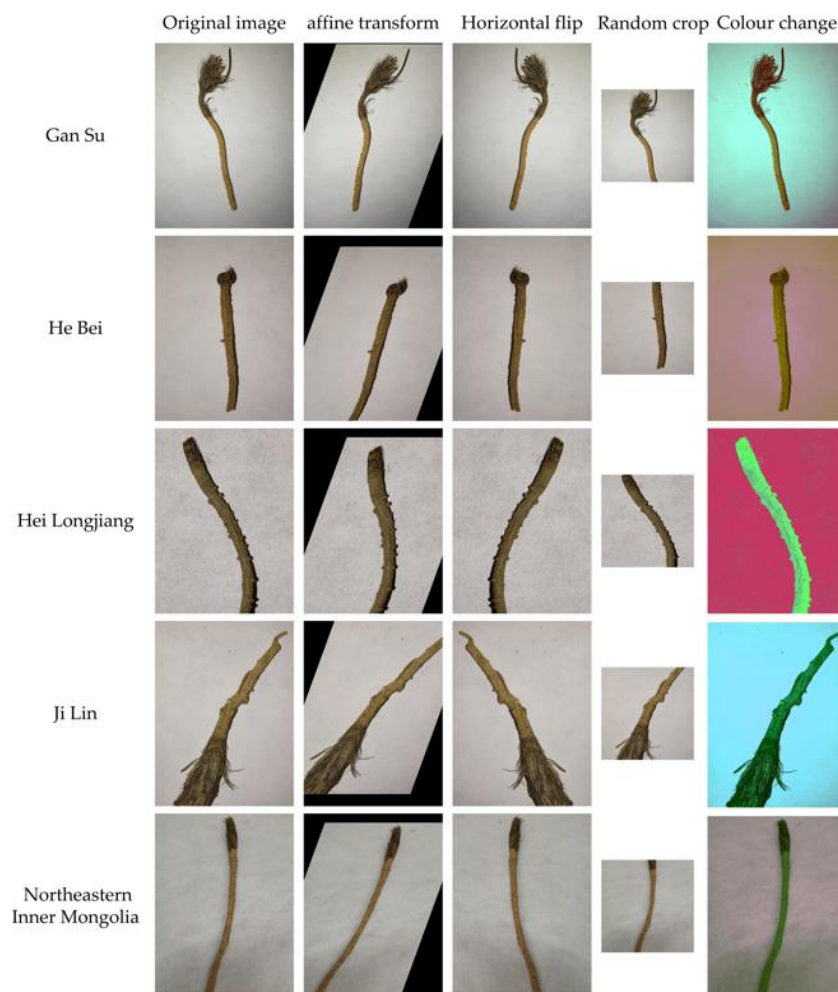 Original image
affine transform
Horizontal flip
Random crop
Colour change
Gan Su
He Bei
Hei Longjiang
Ji Lin
Northeastern
Inner Mongolia